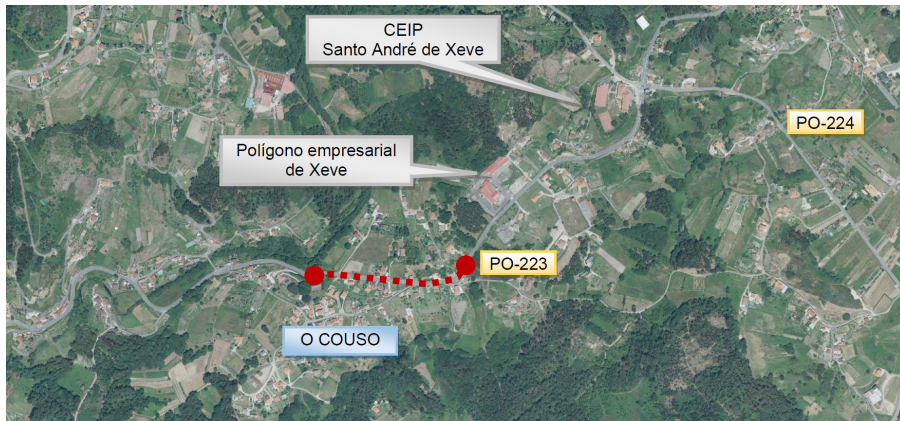 CEIP
Santo André de Xeve
PO-224
Polígono empresarial
de Xeve
PO-223
O COUSO